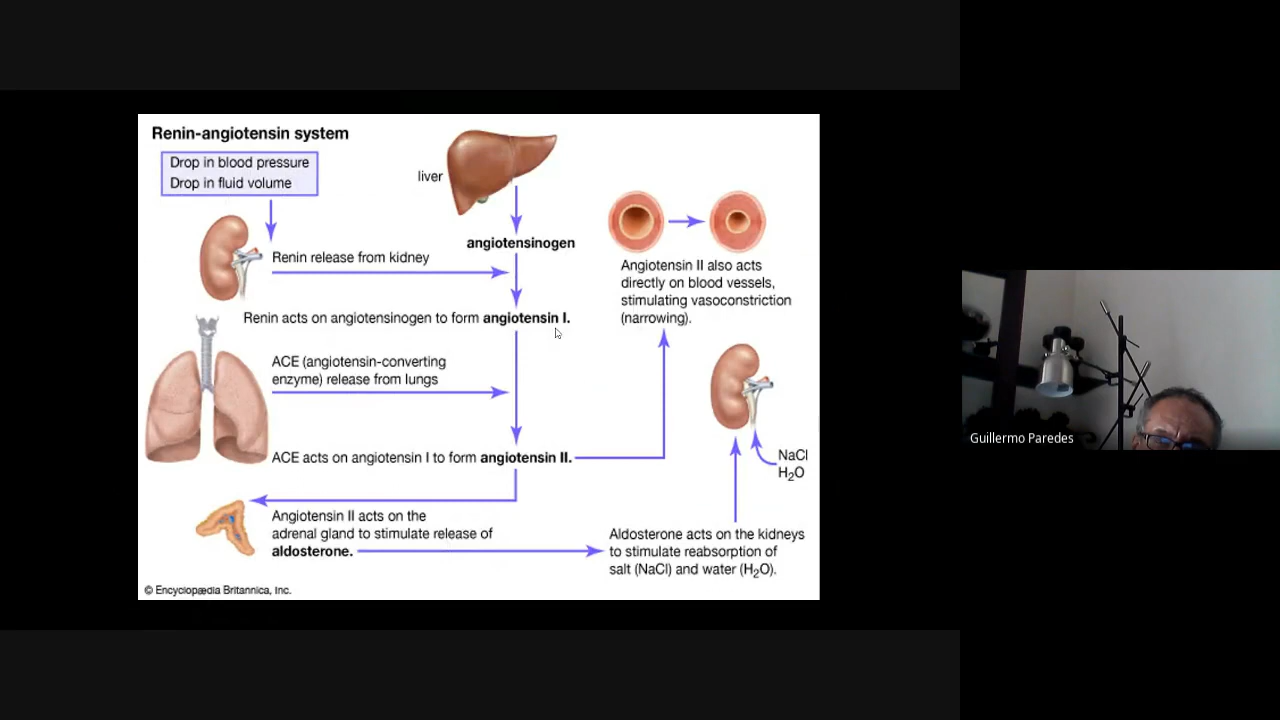 Renin-angiotensin system
Drop in blood pressure
Drop in fluid volume
liver
angiotensinogen
Renin release from kidney
Renin acts on angiotensinogen to form angiotensin I.
ACE (angiotensin-converting
enzyme) release from lungs
ACE acts on angiotensin I to form angiotensin II.
Angiotensin II acts on the
adrenal gland to stimulate release of
aldosterone.
Angiotensin II also acts
directly on blood vessels,
stimulating vasoconstriction
(narrowing).
NaCl
H₂O
Aldosterone acts on the kidneys
to stimulate reabsorption of
salt (NaCl) and water (H₂O).
© Encyclopædia Britannica, Inc.
Guillermo Paredes